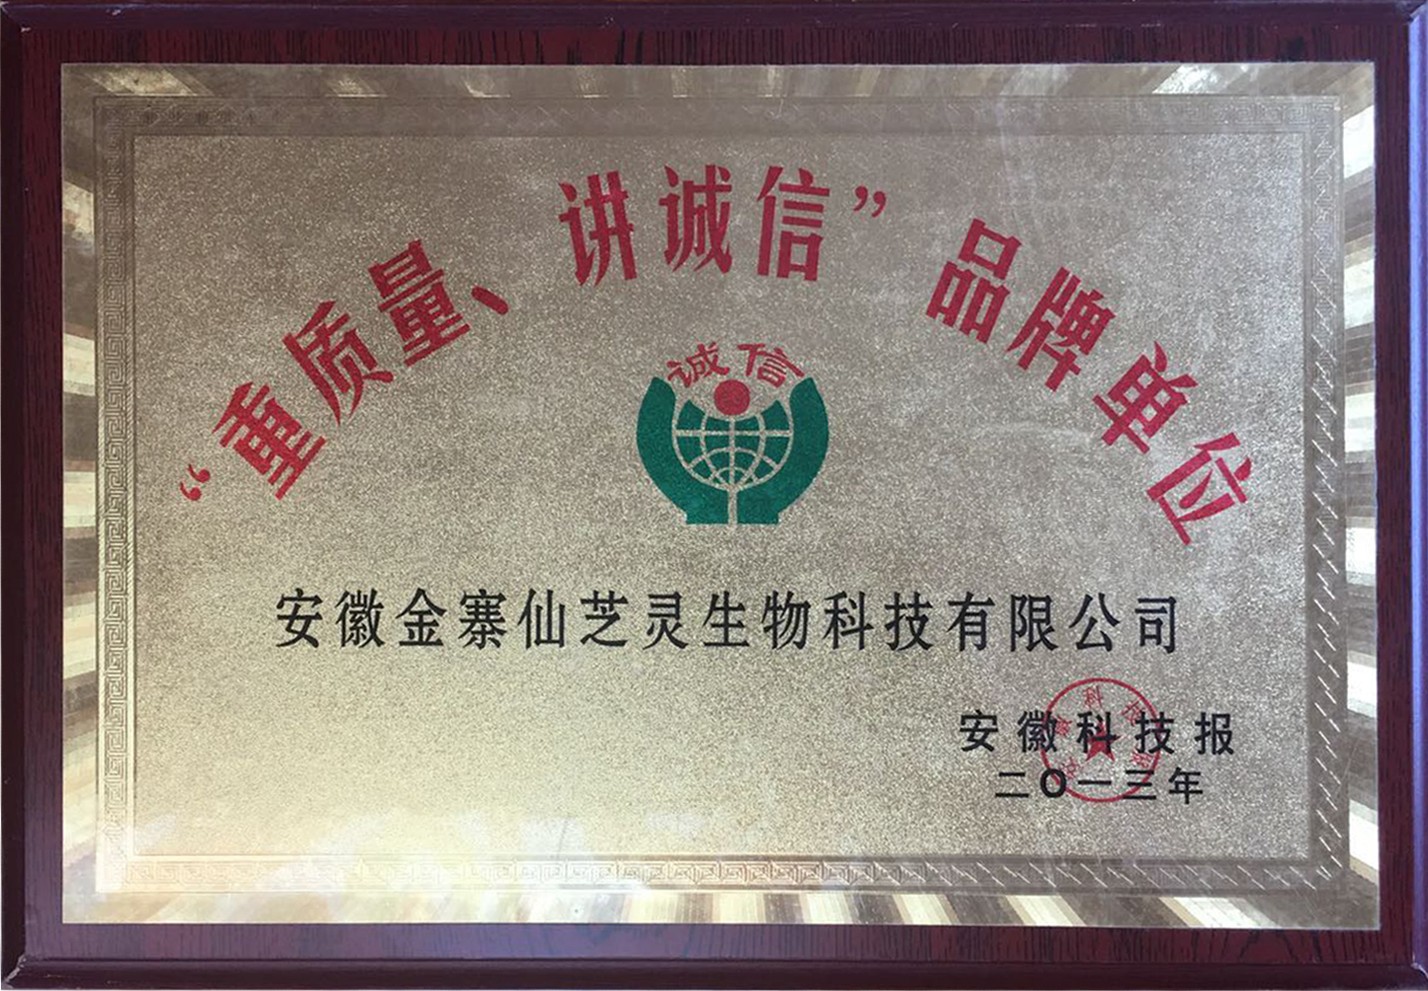 “重质量、讲诚信”品牌单位
诚信
安徽金寨仙芝灵生物科技有限公司
安徽科技报
二〇一三年